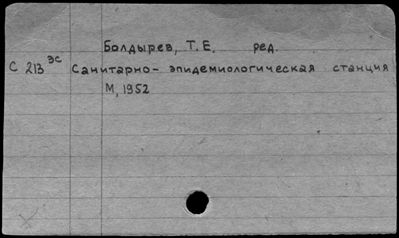 Болдырев, Т.Е. ред.
С 213 эс Санитарно-эпидемиологическая станция
М, 1952